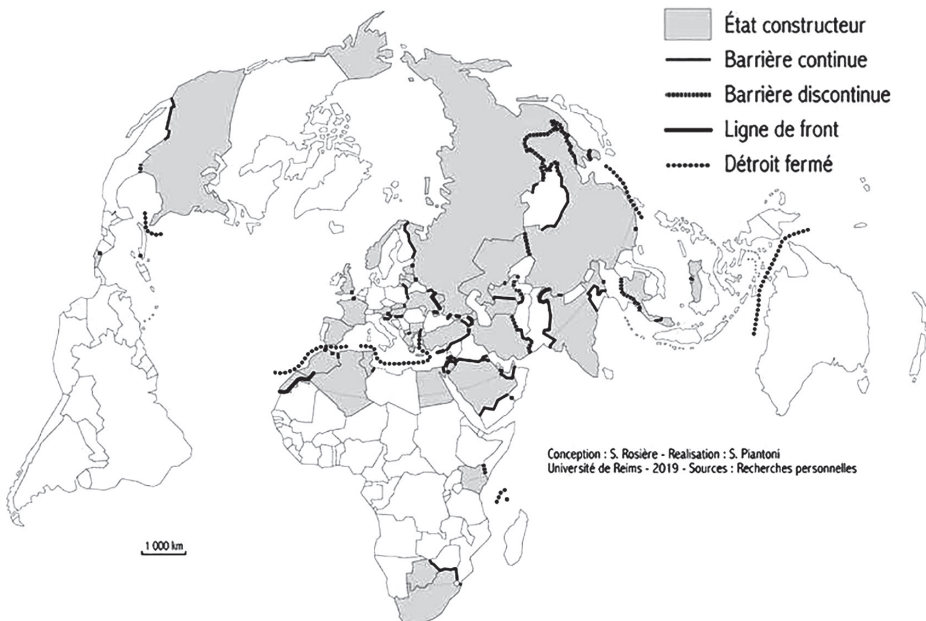 État constructeur
Barrière continue
Barrière discontinue
Ligne de front
Détroit fermé
Conception : S. Rosière - Realisation : S. Piantoni
Université de Reims - 2019 - Sources : Recherches personnelles
1 000 km